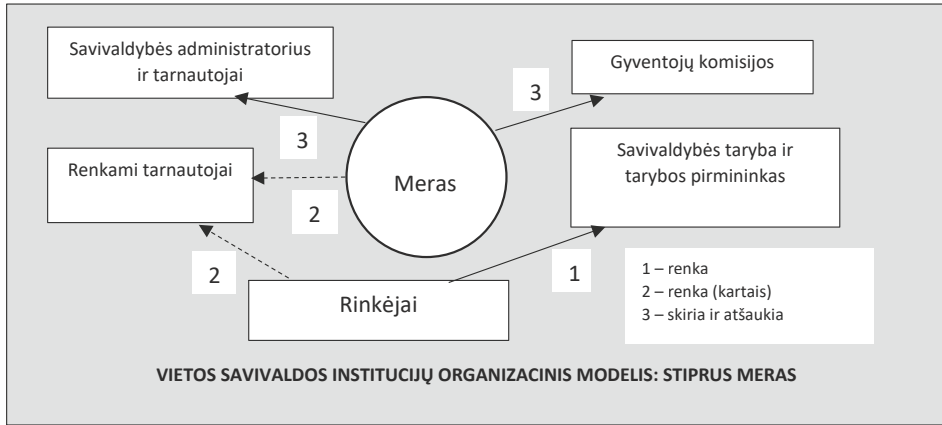 Savivaldybės administratorius
ir tarnautojai
Gyventojų komisijos
3
3
Savivaldybės taryba ir
tarybos pirmininkas
Renkami tarnautojai
Meras
2
2
1
Rinkėjai
1 – renka
2 – renka (kartais)
3 – skiria ir atšaukia
VIETOS SAVIVALDOS INSTITUCIJŲ ORGANIZACINIS MODELIS: STIPRUS MERAS